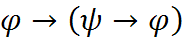 𝜑 → (𝜓 → 𝜑)